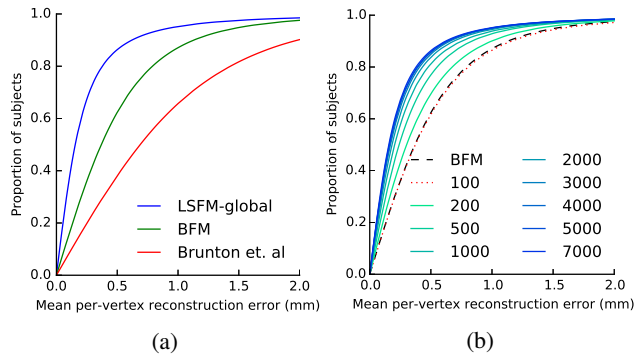 1.0
0.8
0.6
0.4
0.2
0.0
Proportion of subjects
LSFM-global
BFM
Brunton et. al
0.0 0.5 1.0 1.5 2.0
Mean per-vertex reconstruction error (mm)
(a)
1.0
0.8
0.6
0.4
0.2
0.0
Proportion of subjects
BFM
100
200
500
1000
2000
3000
4000
5000
7000
0.0 0.5 1.0 1.5 2.0
Mean per-vertex reconstruction error (mm)
(b)